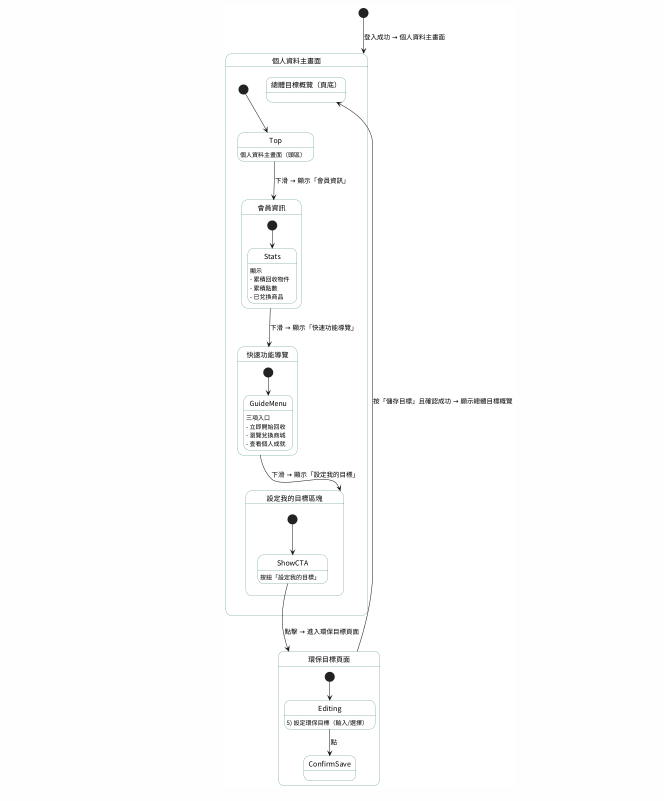 登入成功 → 個人資料主畫面
個人資料主畫面
總體目標概覽（頁底）
Top
個人資料主畫面（頭區）
下滑 → 顯示「會員資訊」
會員資訊
Stats
顯示
- 累積回收物件
- 累積點數
- 已兌換商品
下滑 → 顯示「快速功能導覽」
快速功能導覽
GuideMenu
三項入口
- 立即開始回收
- 瀏覽兌換商城
- 查看個人成就
按「儲存目標」且確認成功 → 顯示總體目標概覽
下滑 → 顯示「設定我的目標」
設定我的目標區塊
ShowCTA
按鈕「設定我的目標」
點擊 → 進入環保目標頁面
環保目標頁面
Editing
5) 設定環保目標（輸入/選擇）
點
ConfirmSave